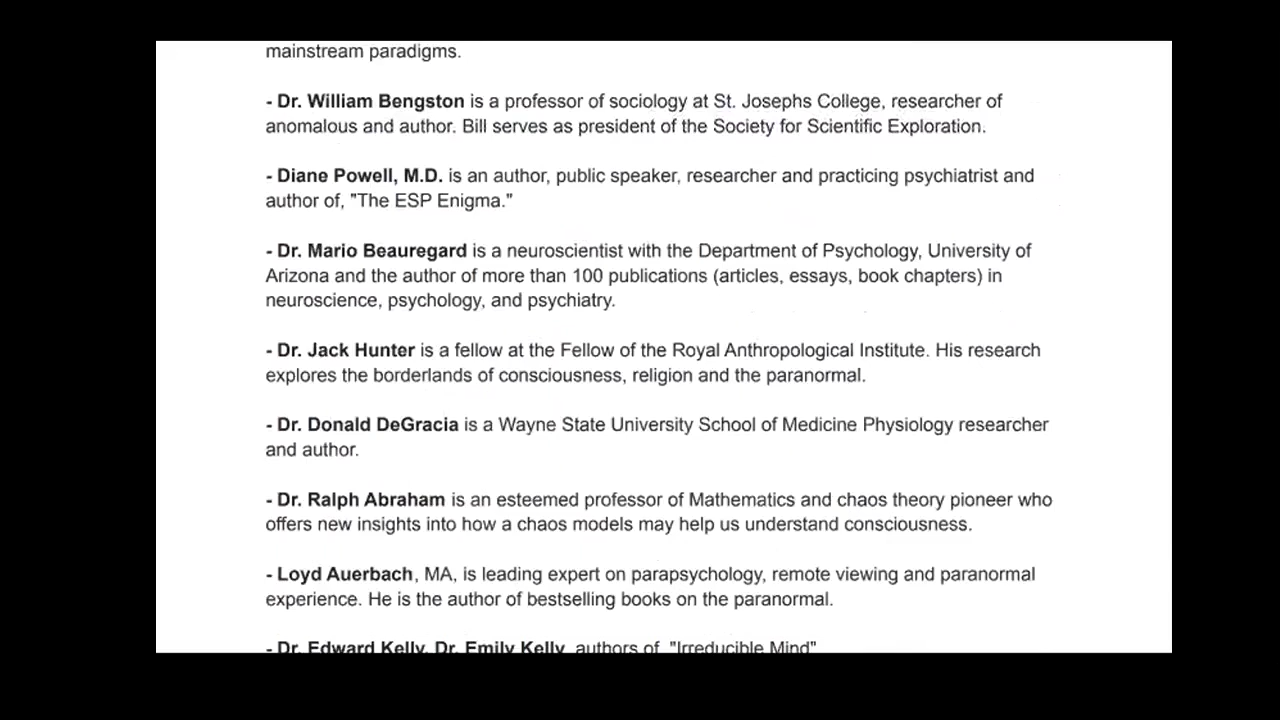 mainstream paradigms.
- Dr. William Bengston is a professor of sociology at St. Josephs College, researcher of
anomalous and author. Bill serves as president of the Society for Scientific Exploration.
- Diane Powell, M.D. is an author, public speaker, researcher and practicing psychiatrist and
author of, "The ESP Enigma."
- Dr. Mario Beauregard is a neuroscientist with the Department of Psychology, University of
Arizona and the author of more than 100 publications (articles, essays, book chapters) in
neuroscience, psychology, and psychiatry.
- Dr. Jack Hunter is a fellow at the Fellow of the Royal Anthropological Institute. His research
explores the borderlands of consciousness, religion and the paranormal.
- Dr. Donald DeGracia is a Wayne State University School of Medicine Physiology researcher
and author.
- Dr. Ralph Abraham is an esteemed professor of Mathematics and chaos theory pioneer who
offers new insights into how a chaos models may help us understand consciousness.
- Loyd Auerbach, MA, is leading expert on parapsychology, remote viewing and paranormal
experience. He is the author of bestselling books on the paranormal.
- Dr. Edward Kelly, Dr. Emily Kelly, authors of, "Irreducible Mind"